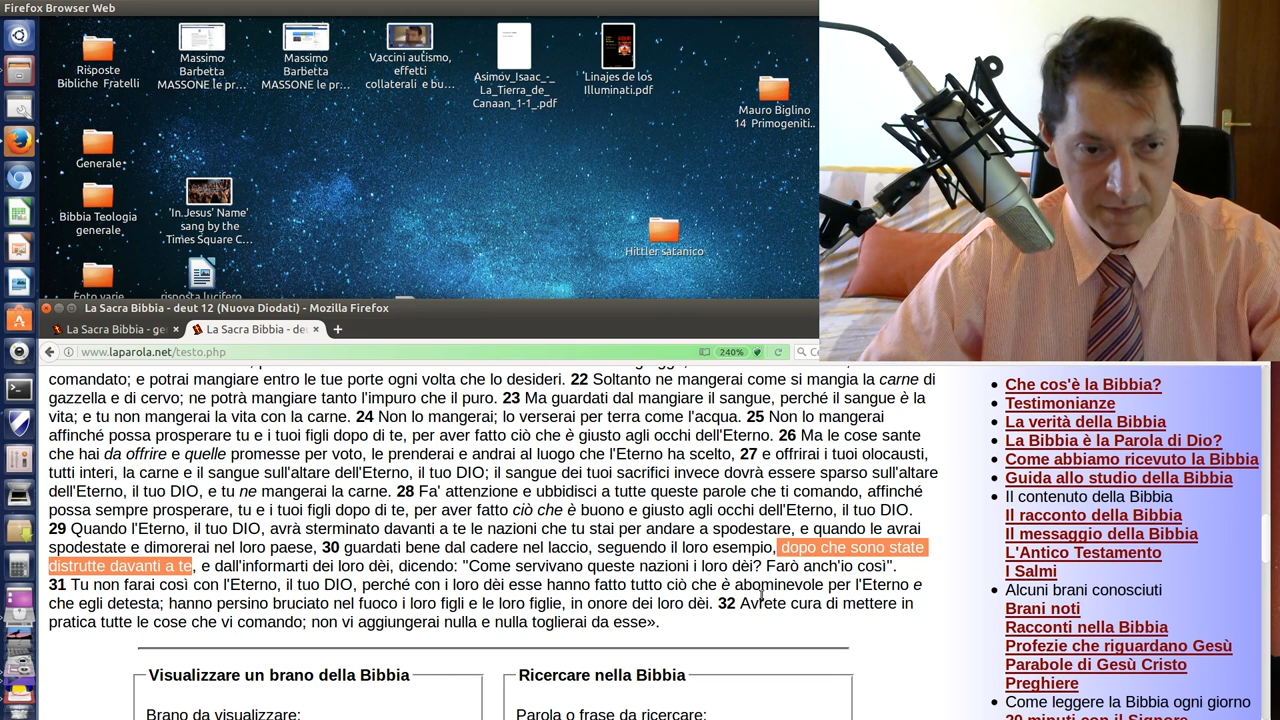 Firefox Browser Web
Risposte
Bibliche Fratelli
Massimo
Barbetta
MASSONE le pr...
Massimo
Barbetta
MASSONE le pr...
Vaccini autismo,
effetti
collaterali e bu...
Asimov_Isaac_-_
La_Tierra_de_
Canaan_1-1_.pdf
'Linajes de los
Illuminati.pdf
Mauro Biglino
14 Primogeniti..
Generale
Bibbia Teologia
generale
'In Jesus' Name'
sang by the
Times Square C...
Hittler satanico
Foto varie
risposta lucifero
La Sacra Bibbia - deut 12 (Nuova Diodati) - Mozilla Firefox
La Sacra Bibbia - ge
La Sacra Bibbia - de
www.laparola.net/testo.php
240%
comandato; e potrai mangiare entro le tue porte ogni volta che lo desideri. 22 Soltanto ne mangerai come si mangia la carne di
gazzella e di cervo; ne potrà mangiare tanto l'impuro che il puro. 23 Ma guardati dal mangiare il sangue, perché il sangue è la
vita; e tu non mangerai la vita con la carne. 24 Non lo mangerai; lo verserai per terra come l'acqua. 25 Non lo mangerai
affinché possa prosperare tu e i tuoi figli dopo di te, per aver fatto ciò che è giusto agli occhi dell'Eterno. 26 Ma le cose sante
che hai da offrire e quelle promesse per voto, le prenderai e andrai al luogo che l'Eterno ha scelto, 27 e offrirai i tuoi olocausti,
tutti interi, la carne e il sangue sull'altare dell'Eterno, il tuo DIO; il sangue dei tuoi sacrifici invece dovrà essere sparso sull'altare
dell'Eterno, il tuo DIO, e tu ne mangerai la carne. 28 Fa' attenzione e ubbidisci a tutte queste parole che ti comando, affinché
possa sempre prosperare, tu e i tuoi figli dopo di te, per aver fatto ciò che è buono e giusto agli occhi dell'Eterno, il tuo DIO.
29 Quando l'Eterno, il tuo DIO, avrà sterminato davanti a te le nazioni che tu stai per andare a spodestare, e quando le avrai
spodestate e dimorerai nel loro paese, 30 guardati bene dal cadere nel laccio, seguendo il loro esempio, dopo che sono state
distrutte davanti a te, e dall'informarti dei loro dèi, dicendo: "Come servivano queste nazioni i loro dèi? Farò anch'io così".
31 Tu non farai così con l'Eterno, il tuo DIO, perché con i loro dèi esse hanno fatto tutto ciò che è abominevole per l'Eterno e
che egli detesta; hanno persino bruciato nel fuoco i loro figli e le loro figlie, in onore dei loro dèi. 32 Avrete cura di mettere in
pratica tutte le cose che vi comando; non vi aggiungerai nulla e nulla toglierai da esse».
Visualizzare un brano della Bibbia
Ricercare nella Bibbia
Brano da visualizzare:
Parola o frase da ricercare:
Che cos'è la Bibbia?
Testimonianze
La verità della Bibbia
La Bibbia è la Parola di Dio?
Come abbiamo ricevuto la Bibbia
Guida allo studio della Bibbia
Il contenuto della Bibbia
Il racconto della Bibbia
Il messaggio della Bibbia
L'Antico Testamento
I Salmi
Alcuni brani conosciuti
Brani noti
Racconti nella Bibbia
Profezie che riguardano Gesù
Parabole di Gesù Cristo
Preghiere
Come leggere la Bibbia ogni giorno
20 minuti con il Signore